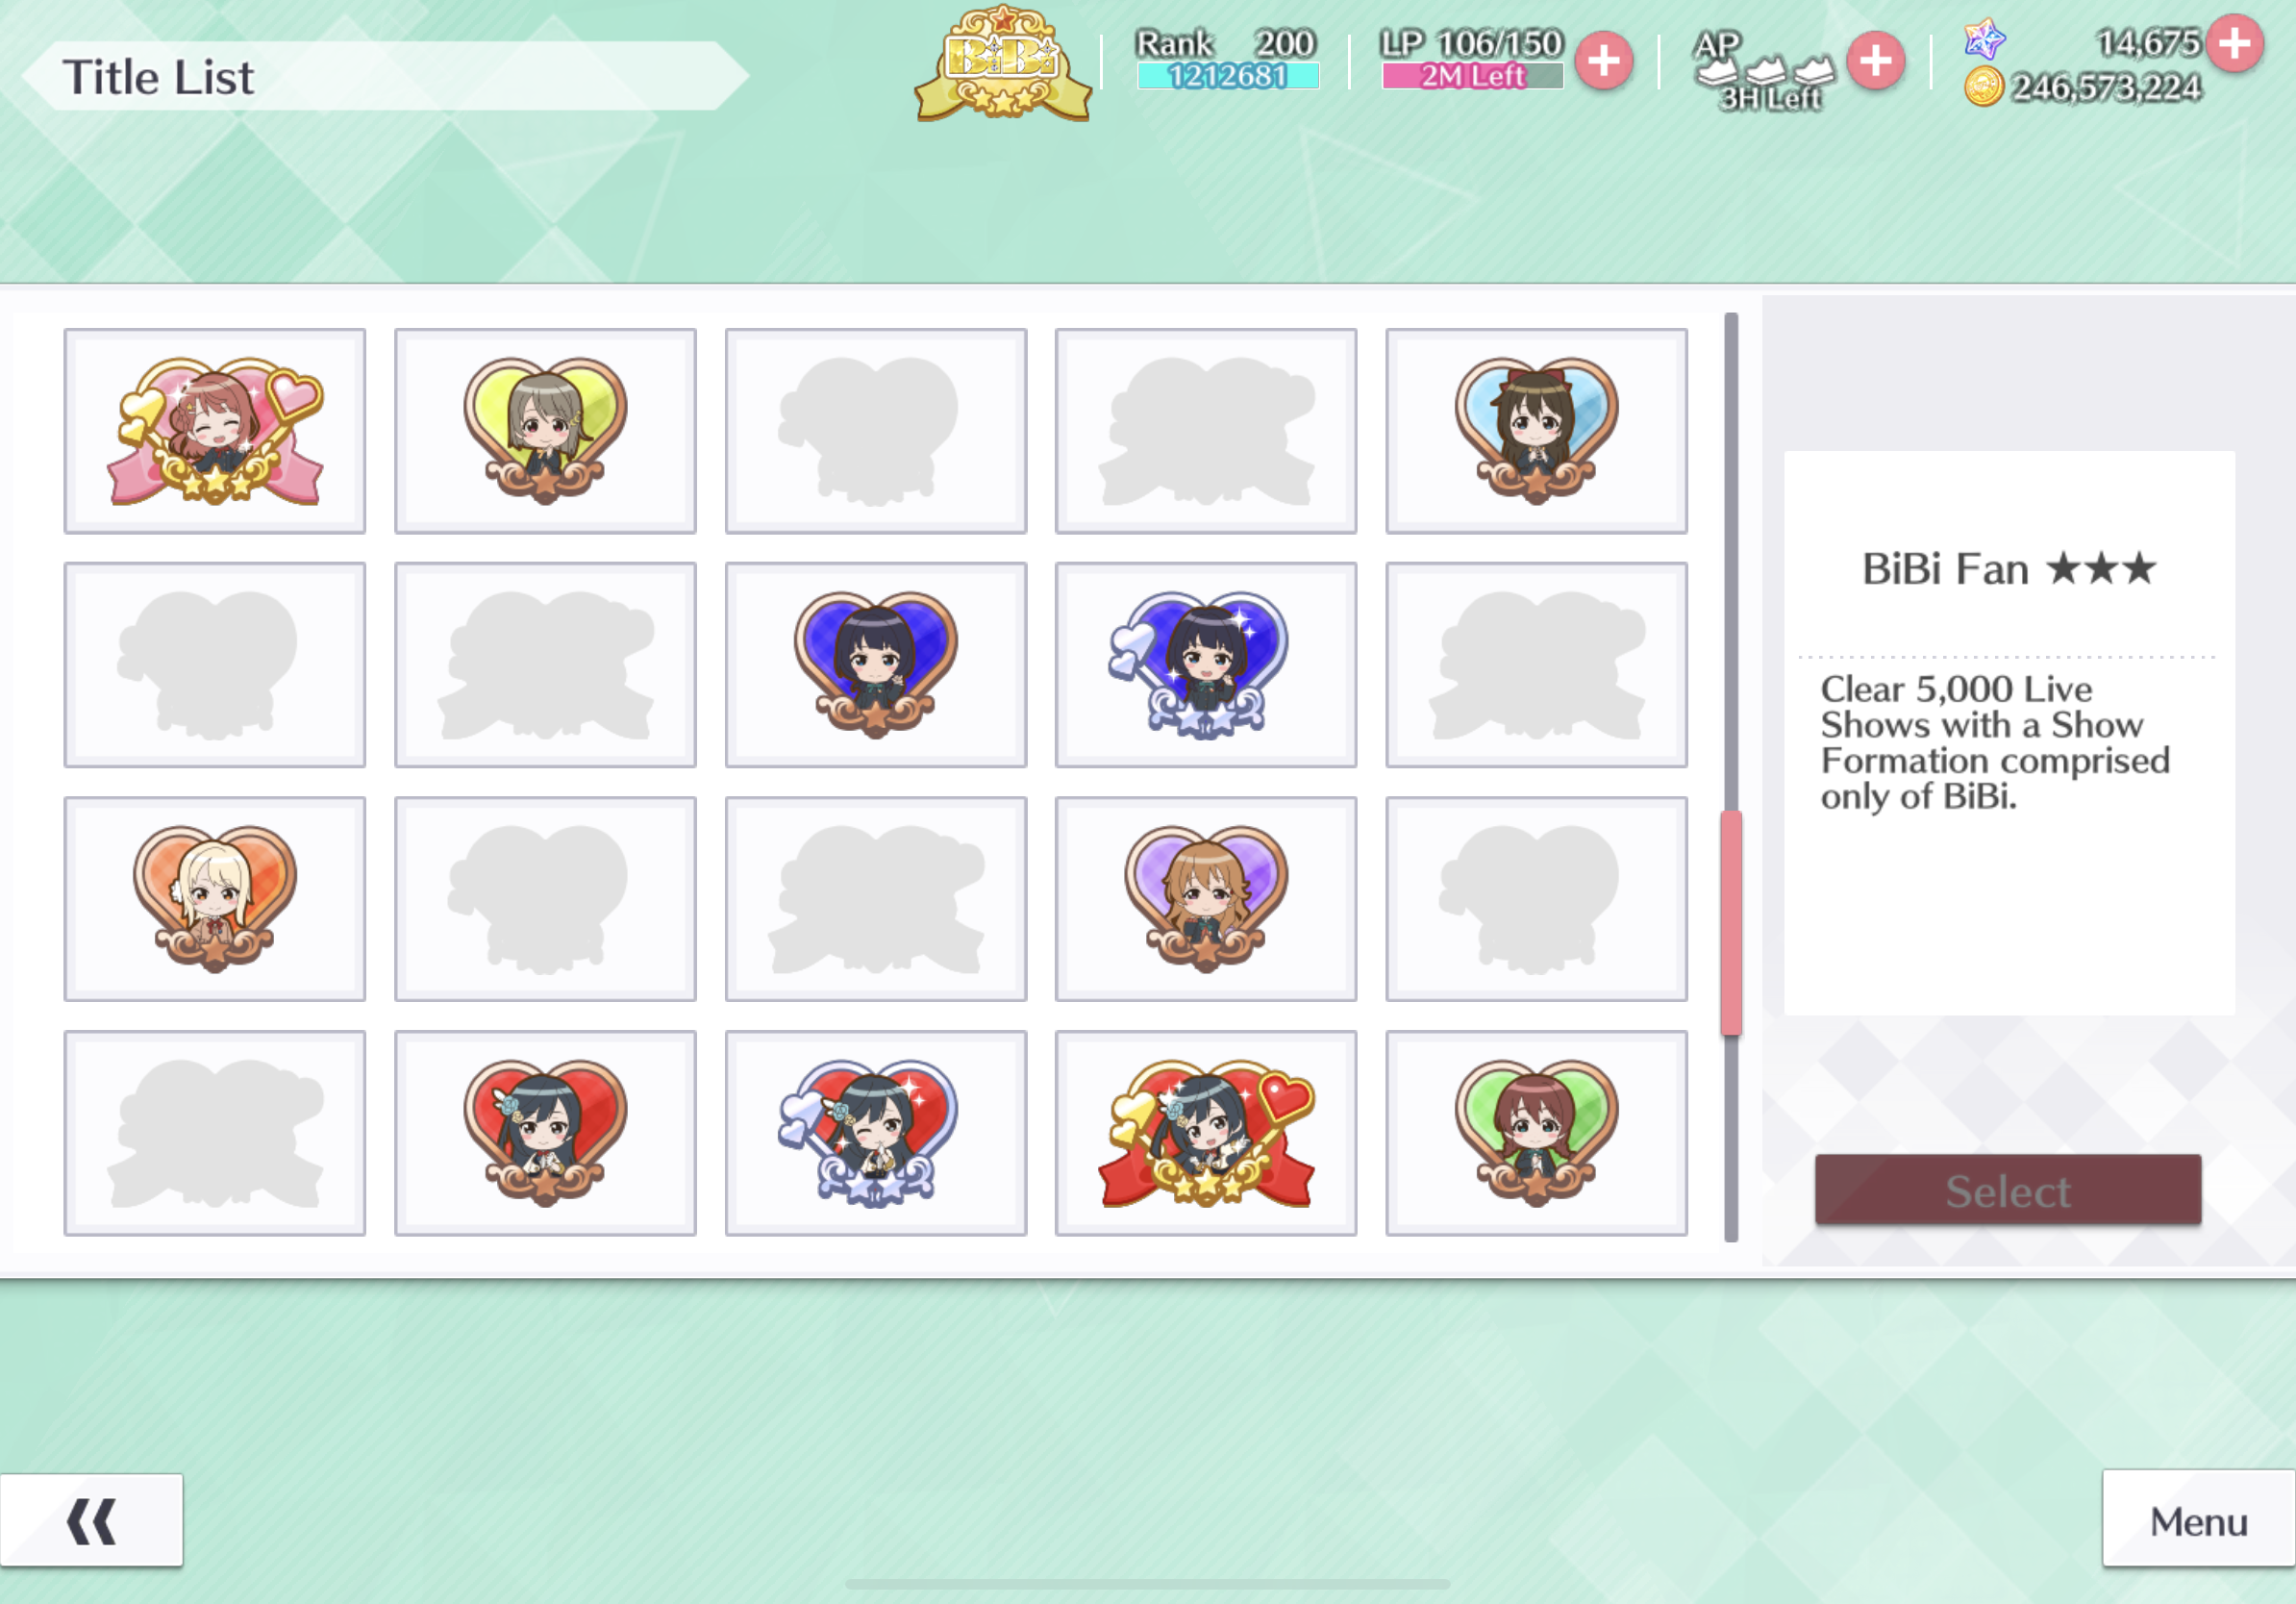 Title List
BiBi
Rank 200
1212681
LP 106/150
2M Left
AP
3H Left
14,675
246,573,224
BiBi Fan ★★★
Clear 5,000 Live
Shows with a Show
Formation comprised
only of BiBi.
Select
Menu